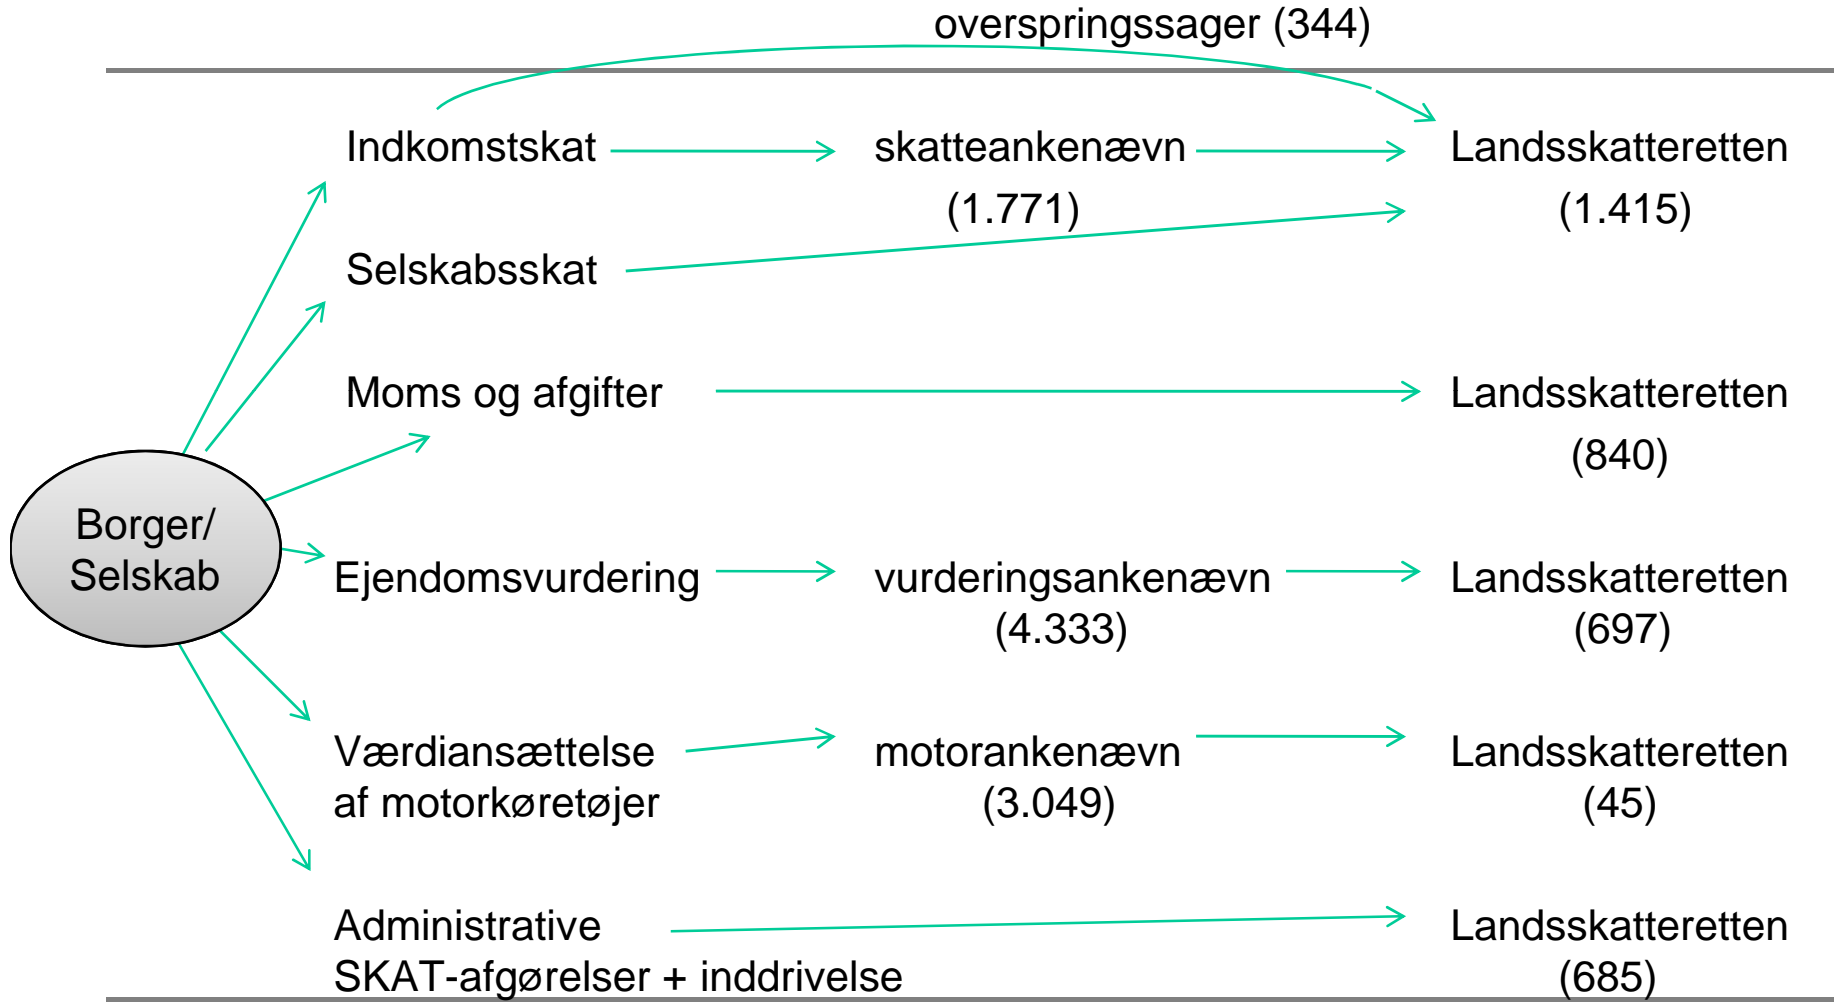 overspringssager (344)
Indkomstskat
skatteankenævn
Landsskatteretten
(1.771)
(1.415)
Selskabsskat
Moms og afgifter
Landsskatteretten
(840)
Borger/
Selskab
Ejendomsvurdering
vurderingsankenævn
Landsskatteretten
(4.333)
(697)
Værdiansættelse
af motorkøretøjer
motorankenævn
(3.049)
Landsskatteretten
(45)
Administrative
SKAT-afgørelser + inddrivelse
Landsskatteretten
(685)